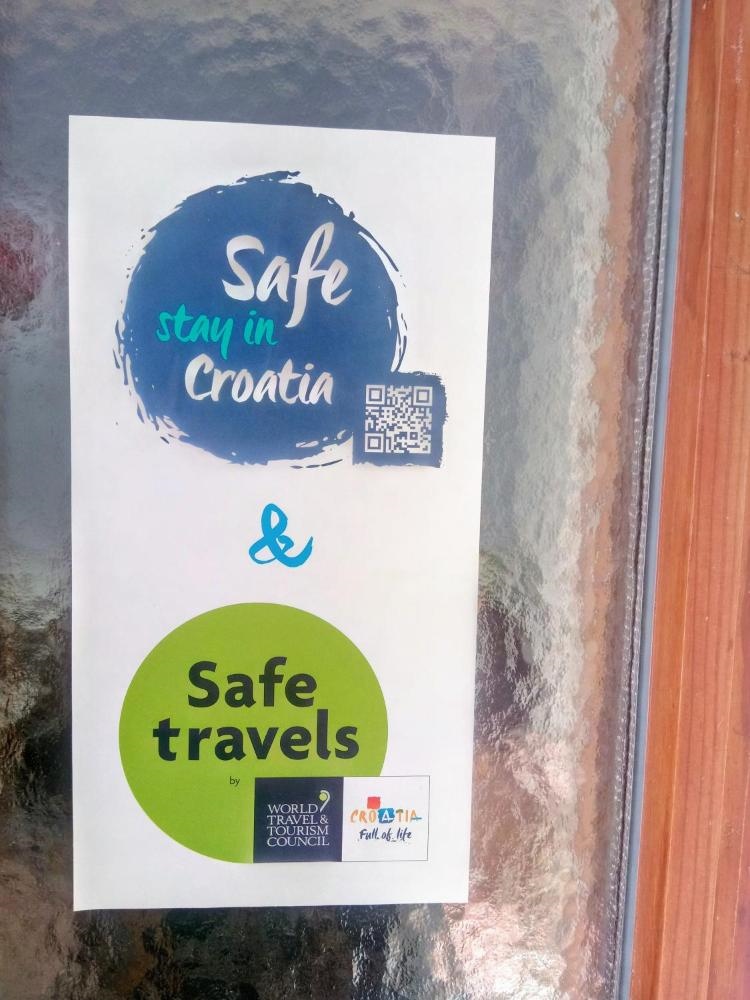 Safe
stay in
Croatia
&
Safe
travels
by
WORLD
TRAVEL &
TOURISM
COUNCIL
CROATIA
Full of life